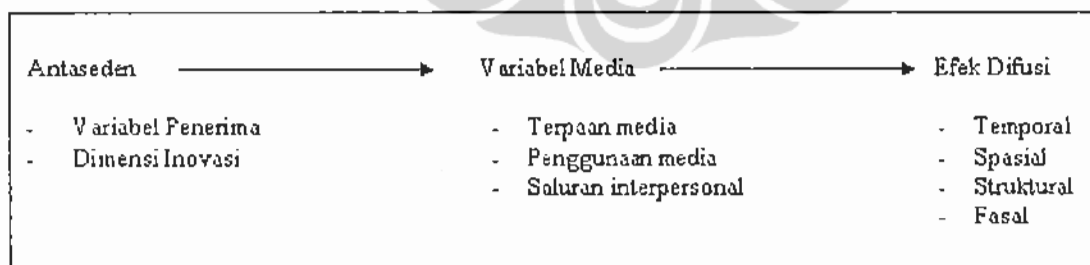 Antaseden Variabel Media Efek Difusi
- Variabel Penerima - Terpaan media - Temporal
- Dimensi Inovasi - Penggunaan media - Spasial
- Saluran interpersonal - Struktural
- Fasal